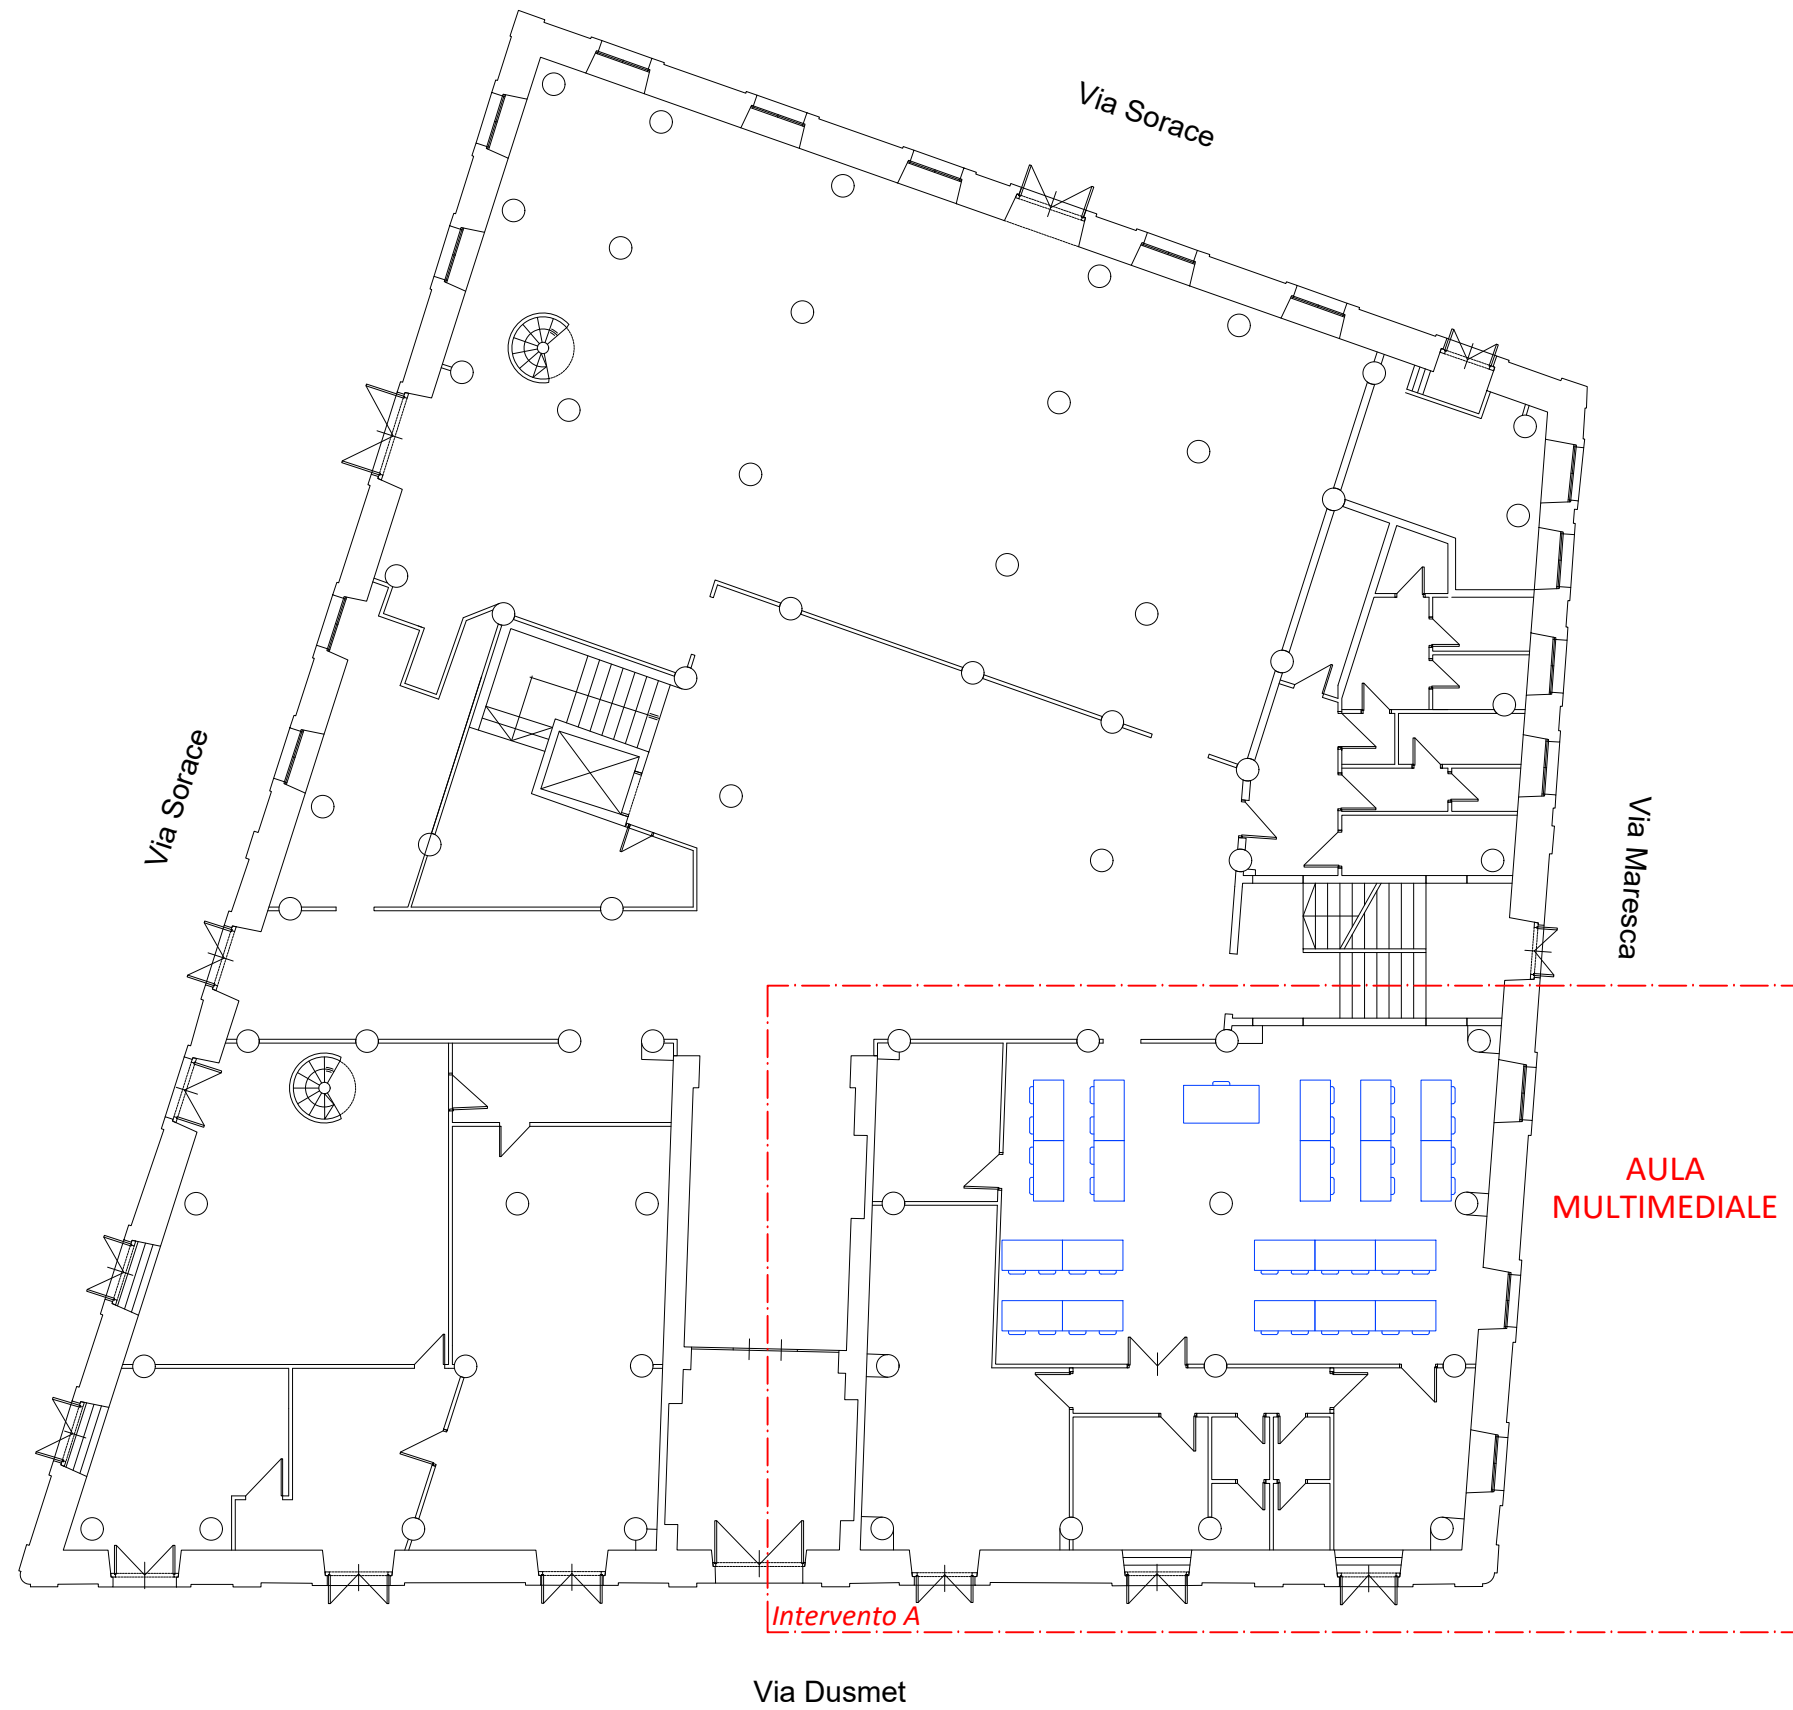 Via Sorace
Via Sorace
Via Maresca
AULA
MULTIMEDIALE
Intervento A
Via Dusmet